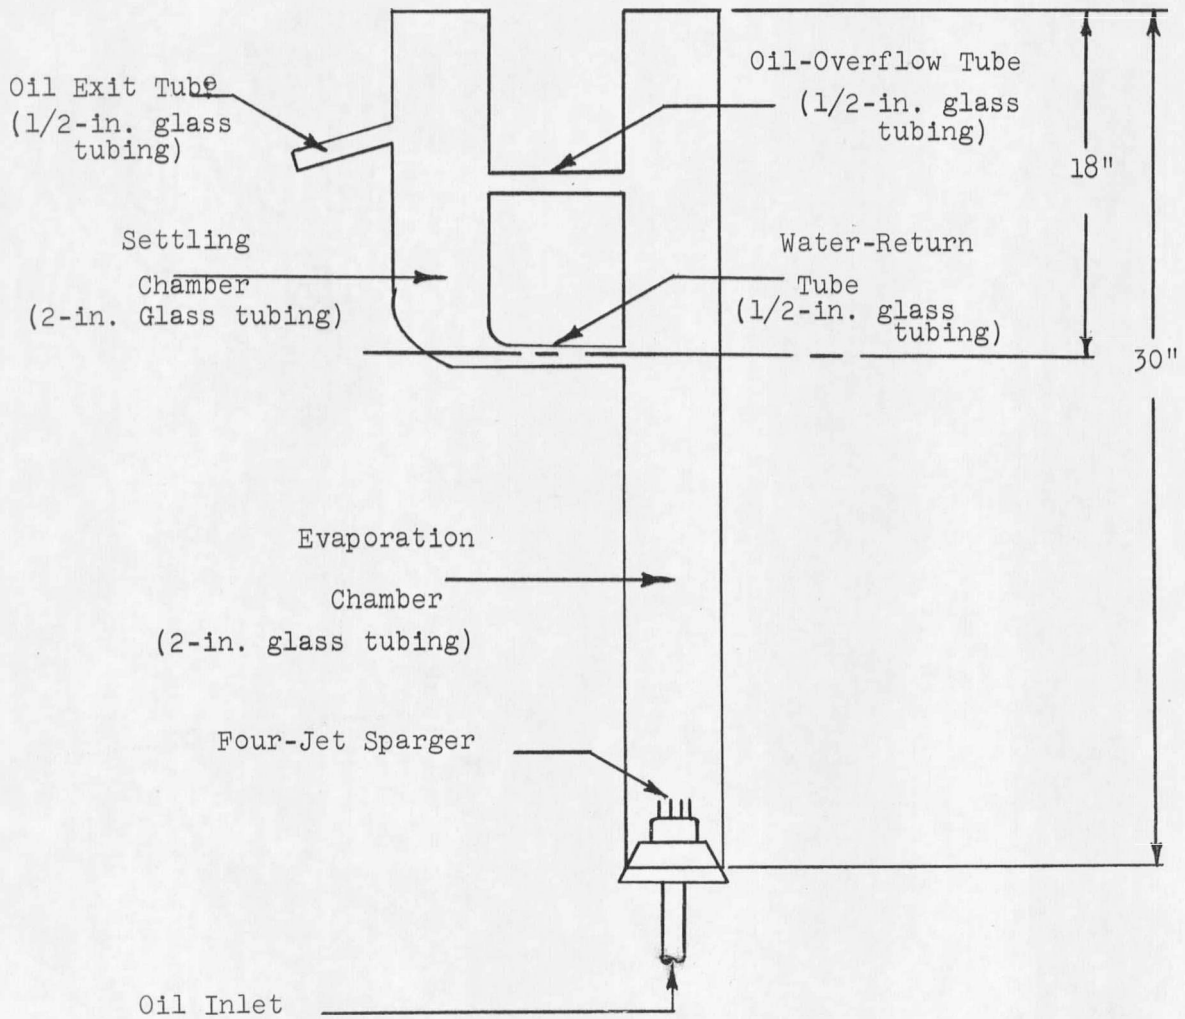 Oil Exit Tube
(1/2-in. glass
tubing)
Oil-Overflow Tube
(1/2-in. glass
tubing)
18"
Settling
Chamber
(2-in. Glass tubing)
Water-Return
Tube
(1/2-in. glass
tubing)
30"
Evaporation
Chamber
(2-in. glass tubing)
Four-Jet Sparger
Oil Inlet